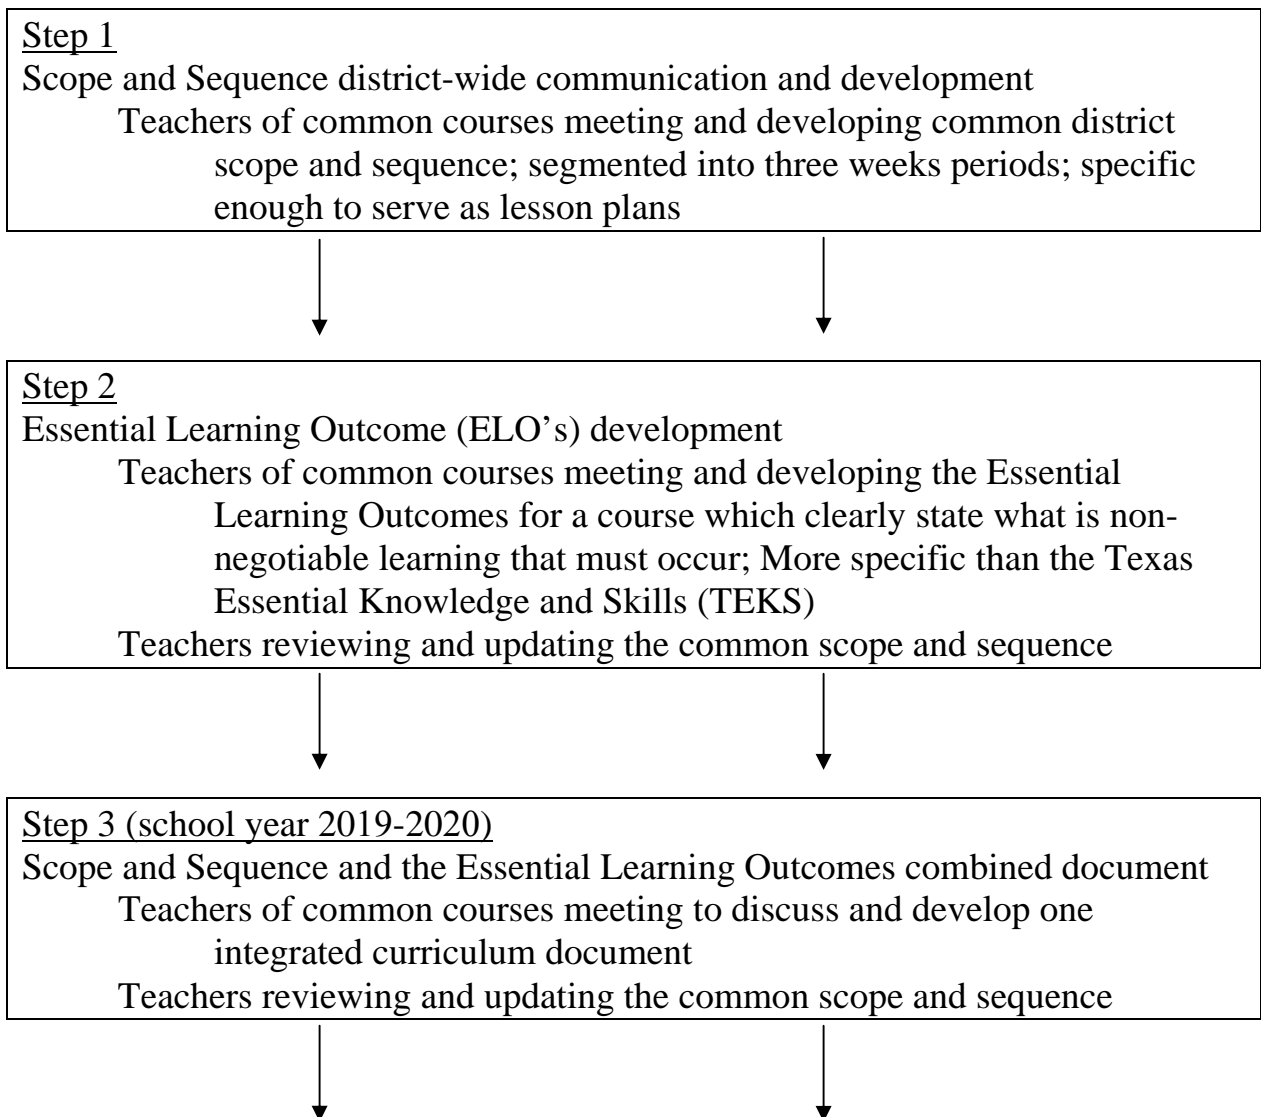 Step 1
Scope and Sequence district-wide communication and development
Teachers of common courses meeting and developing common district
scope and sequence; segmented into three weeks periods; specific
enough to serve as lesson plans
Step 2
Essential Learning Outcome (ELO’s) development
Teachers of common courses meeting and developing the Essential
Learning Outcomes for a course which clearly state what is non-
negotiable learning that must occur; More specific than the Texas
Essential Knowledge and Skills (TEKS)
Teachers reviewing and updating the common scope and sequence
Step 3 (school year 2019-2020)
Scope and Sequence and the Essential Learning Outcomes combined document
Teachers of common courses meeting to discuss and develop one
integrated curriculum document
Teachers reviewing and updating the common scope and sequence